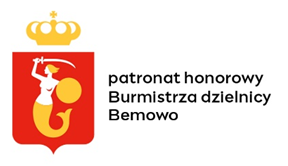 patronat honorowy
Burmistrza dzielnicy
Bemowo